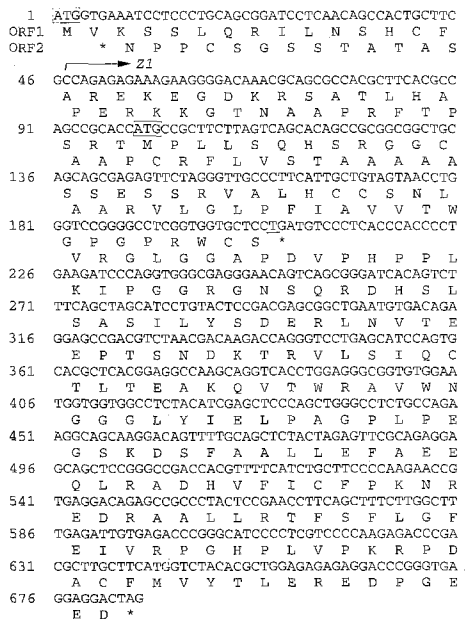 1 ATGGTGAAATCCTCCCTGCAGCGGATCCTCAACAGCCACTGCTTC
ORF1 M V K S S L Q R I L N S H C F
ORF2 * N P P C S G S S T A T A S
Z1
46 GCCAGAGAGAAAGAAGGGGACAAACGCAGCGCCACGCTTCACGCC
A R E K E G D K R S A T L H A
P E R K K G T N A A P R F T P
91 AGCCGCACCATGCCGCTTCTTAGTCAGCACAGCCGCGGCGGCTGC
S R T M P L L S Q H S R G G C
A A P C R F L V S T A A A A A
136 AGCAGCGAGAGTTCTAGGGTTGCCCTTCATTGCTGTAGTAACCTG
S S E S S R V A L H C C S N L
A A R V L G L P F I A V V T W
181 GGTCCGGGGCCTCGGTGGTGCTCCTGATGTCCCTCACCCACCCCT
G P G P R W C S *
V R G L G G A P D V P H P P L
226 GAAGATCCCAGGTGGGCGAGGGAACAGTCAGCGGGATCACAGTCT
K I P G G R G N S Q R D H S L
271 TTCAGCTAGCATCCTGTACTCCGACGAGCGGCTGAATGTGACAGA
S A S I L Y S D E R L N V T E
316 GGAGCCGACGTCTAACGACAAGACCAGGGTCCTGAGCATCCAGTG
E P T S N D K T R V L S I Q C
361 CACGCTCACGGAGGCCAAGCAGGTCACCTGGAGGGCGGTGTGGAA
T L T E A K Q V T W R A V W N
406 TGGTGGTGGCCTCTACATCGAGCTCCCAGCTGGGCCTCTGCCAGA
G G G L Y I E L P A G P L P E
451 AGGCAGCAAGGACAGTTTTGCAGCTCTACTAGAGTTCGCAGAGGA
G S K D S F A A L L E F A E E
496 GCAGCTCCGGGCCGACCACGTTTTCATCTGCTTCCCCAAGAACCG
Q L R A D H V F I C F P K N R
541 TGAGGACAGAGCCGCCCTACTCCGAACCTTCAGCTTTCTTGGCTT
E D R A A L L R T F S F L G F
586 TGAGATTGTGAGACCCGGGCATCCCCTCGTCCCCAAGAGACCCGA
E I V R P G H P L V P K R P D
631 CGCTTGCTTCATGGTCTACACGCTGGAGAGAGAGGACCCGGGTGA
A C F M V Y T L E R E D P G E
676 GGAGGACTAG
E D *